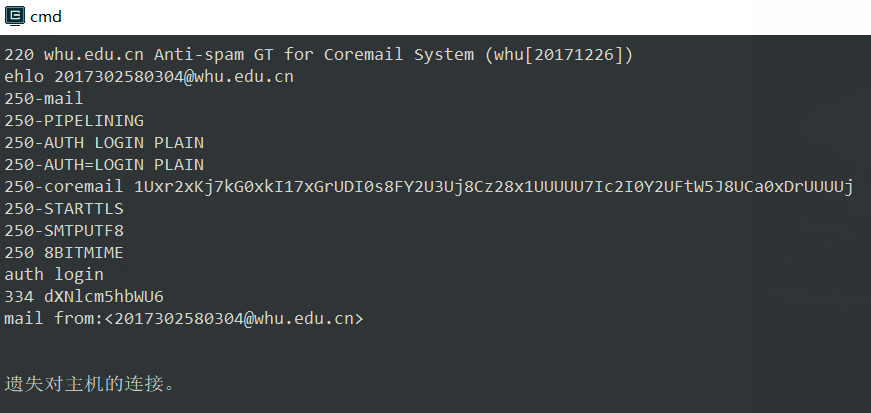 cmd
220 whu.edu.cn Anti-spam GT for Coremail System (whu[20171226])
ehlo 2017302580304@whu.edu.cn
250-mail
250-PIPELINING
250-AUTH LOGIN PLAIN
250-AUTH=LOGIN PLAIN
250-coremail 1Uxr2xKj7kG0xkI17xGrUDI0s8FY2U3Uj8Cz28x1UUUUU7Ic2I0Y2UFtW5J8UCa0xDrUUUUj
250-STARTTLS
250-SMTPUTF8
250 8BITMIME
auth login
334 dXNlcm5hbWU6
mail from:<2017302580304@whu.edu.cn>
遗失对主机的连接。